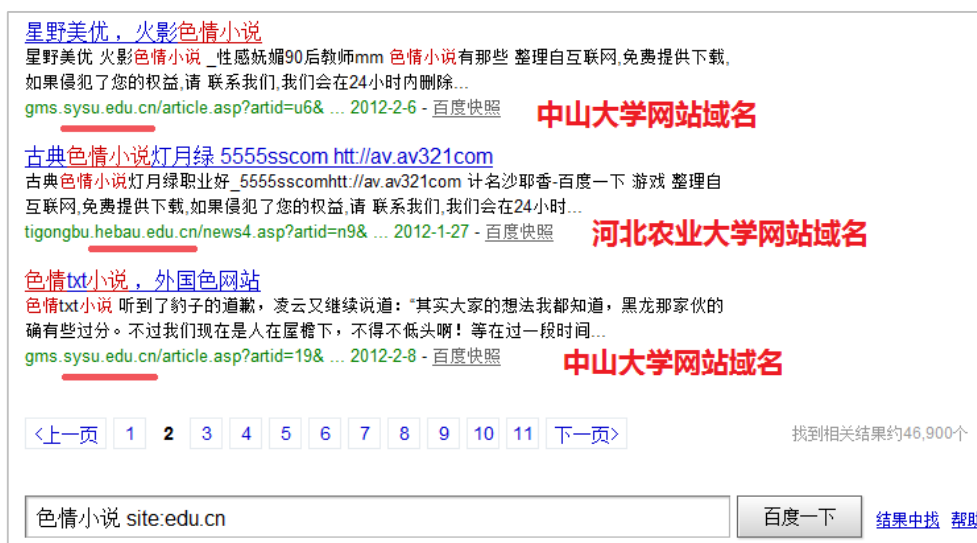 星野美优 ，火影色情小说
星野美优 火影色情小说 _性感妩媚90后教师mm 色情小说有那些 整理自互联网,免费提供下载,
如果侵犯了您的权益,请 联系我们,我们会在24小时内删除...
gms.sysu.edu.cn/article.asp?artid=u6& ... 2012-2-6 - 百度快照
中山大学网站域名
古典色情小说灯月绿 5555sscom htt://av.av321com
古典色情小说灯月绿职业好_5555sscomhtt://av.av321com 计名沙耶香-百度一下 游戏 整理自
互联网,免费提供下载,如果侵犯了您的权益,请 联系我们,我们会在24小时...
tigongbu.hebau.edu.cn/news4.asp?artid=n9& ... 2012-1-27 - 百度快照
河北农业大学网站域名
色情txt小说 ，外国色网站
色情txt小说 听到了豹子的道歉，凌云又继续说道：“其实大家的想法我都知道，黑龙那家伙的
确有些过分。不过我们现在是人在屋檐下，不得不低头啊！等在过一段时间...
gms.sysu.edu.cn/article.asp?artid=19& ... 2012-2-8 - 百度快照
中山大学网站域名
<上一页 1 2 3 4 5 6 7 8 9 10 11 下一页>
找到相关结果约46,900个
色情小说 site:edu.cn
百度一下
结果中找